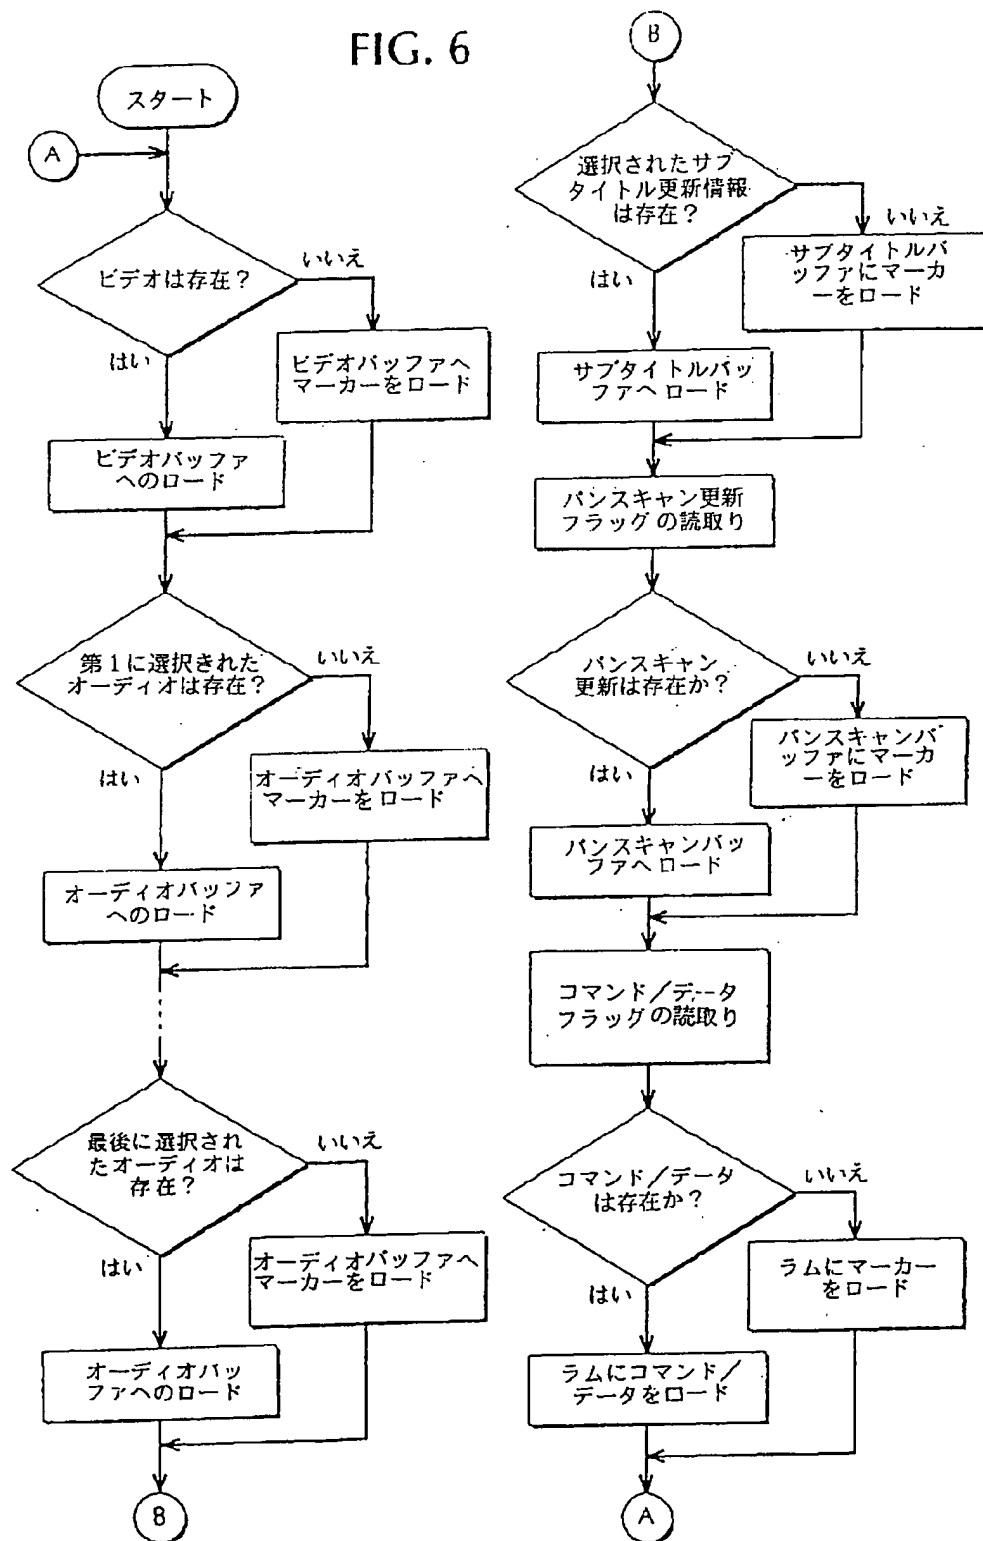 FIG. 6
スタート
A
ビデオは存在?
いいえ
はい
ビデオバッファへ
マーカーをロード
ビデオバッファ
へのロード
第1に選択された
オーディオは存在?
いいえ
はい
オーディオバッファへ
マーカーをロード
オーディオバッファ
へのロード
最後に選択され
たオーディオは
存在?
いいえ
はい
オーディオバッファへ
マーカーをロード
オーディオバッ
ファへのロード
B
B
選択されたサブ
タイトル更新情報
は存在?
いいえ
はい
サブタイトルバ
ッファにマーカ
ーをロード
サブタイトルバッ
ファへロード
パンスキャン更新
フラッグの読取り
パンスキャン
更新は存在か?
いいえ
はい
パンスキャンバ
ッファにマーカ
ーをロード
パンスキャンバッ
ファへロード
コマンド/データ
フラッグの読取り
コマンド/データ
は存在か?
いいえ
はい
ラムにマーカー
をロード
ラムにコマンド/
データをロード
A